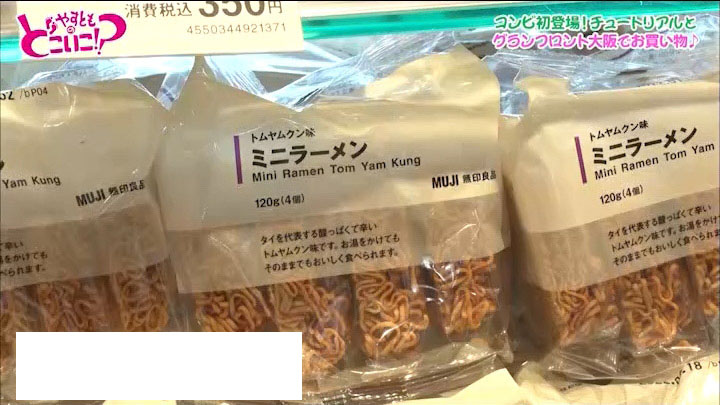 消費税込 350円
4550344921371
やすとものどこいこ!?
コンビ初登場!チュートリアルと
グランフロント大阪でお買い物♪
/bP04
トムヤムクン味
ミニラーメン
Mini Ramen Tom Yam Kung
MUJI 無印良品
120g(4個)
タイを代表する酸っぱくて辛い
トムヤムクン味です。お湯をかけても
そのままでもおいしく食べられます。
Yam Kung
MUJI 無印良品
トムヤムクン味
ミニラーメン
Mini Ramen Tom Yam
120g(4個)
タイを代表する酸っぱくて辛い
トムヤムクン味です。お湯をかけても
そのままでもおいしく食べられます。